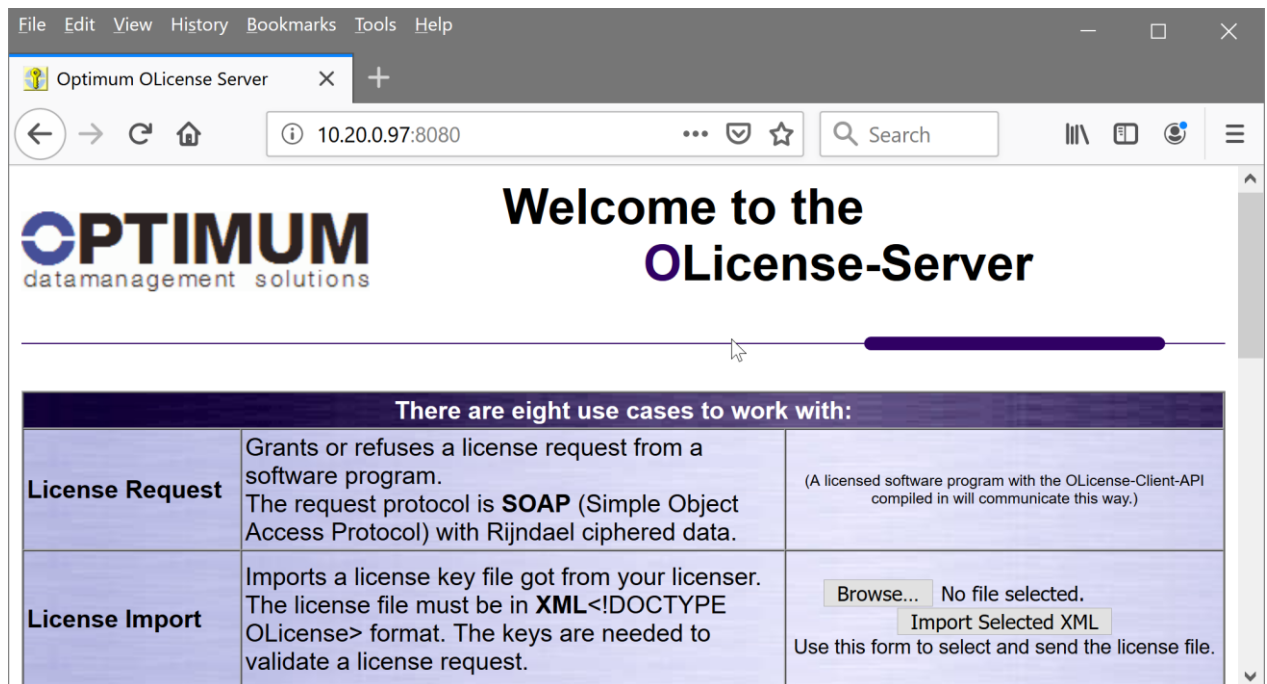 File Edit View History Bookmarks Tools Help
Optimum OLicense Server
10.20.0.97:8080
Search
OPTIMUM
datamanagement solutions
Welcome to the
OLicense-Server
There are eight use cases to work with:
License Request
Grants or refuses a license request from a
software program.
The request protocol is SOAP (Simple Object
Access Protocol) with Rijndael ciphered data.
(A licensed software program with the OLicense-Client-API
compiled in will communicate this way.)
License Import
Imports a license key file got from your licenser.
The license file must be in XML<!DOCTYPE
OLicense> format. The keys are needed to
validate a license request.
Browse... No file selected.
Import Selected XML
Use this form to select and send the license file.